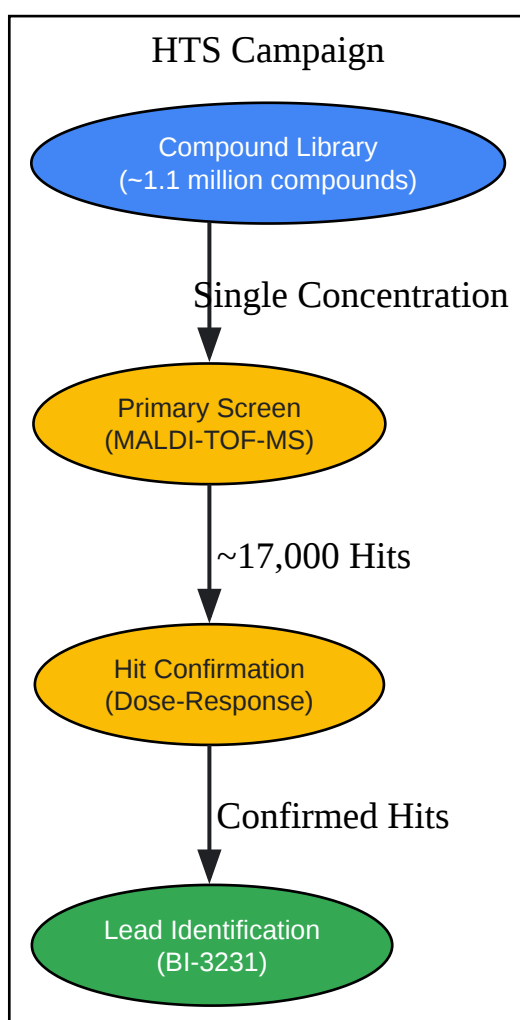 HTS Campaign
Compound Library
(~1.1 million compounds)
Single Concentration
Primary Screen
(MALDI-TOF-MS)
~17,000 Hits
Hit Confirmation
(Dose-Response)
Confirmed Hits
Lead Identification
(BI-3231)